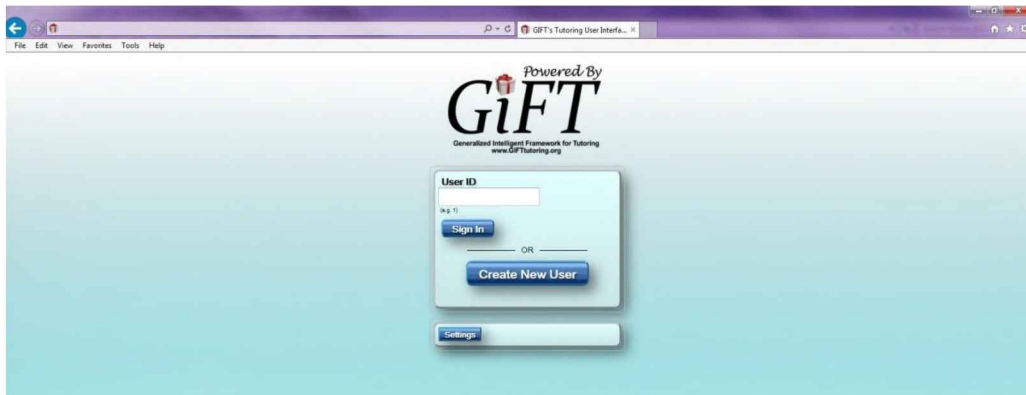 GIFT's Tutoring User Interfa...
File Edit View Favorites Tools Help
Powered By
GiFT
Generalized Intelligent Framework for Tutoring
www.GIFTtutoring.org
User ID
(e.g. 1)
Sign In
OR
Create New User
Settings